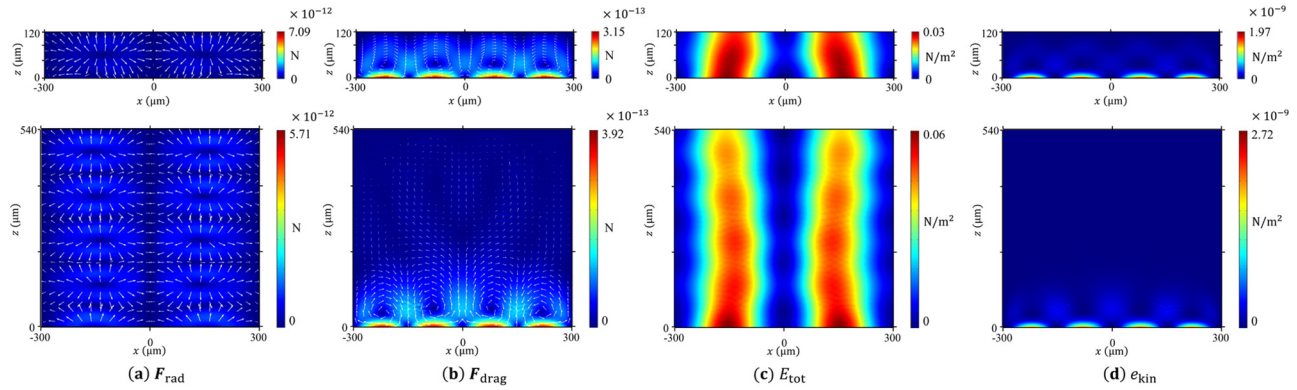 × 10⁻¹² × 10⁻¹³ × 10⁻⁹
120 7.09 120 3.15 120 0.03 120 1.97
z (μm) N z (μm) N z (μm) N/m² z (μm) N/m²
0 0 0 0 0 0 0 0
-300 0 300 -300 0 300 -300 0 300 -300 0 300
x (μm) x (μm) x (μm) x (μm)
× 10⁻¹² × 10⁻¹³ × 10⁻⁹
540 5.71 540 3.92 540 0.06 540 2.72
z (μm) N z (μm) N z (μm) N/m² z (μm) N/m²
0 0 0 0 0 0 0 0
-300 0 300 -300 0 300 -300 0 300 -300 0 300
x (μm) x (μm) x (μm) x (μm)
(a) F_rad (b) F_drag (c) E_tot (d) e_kin